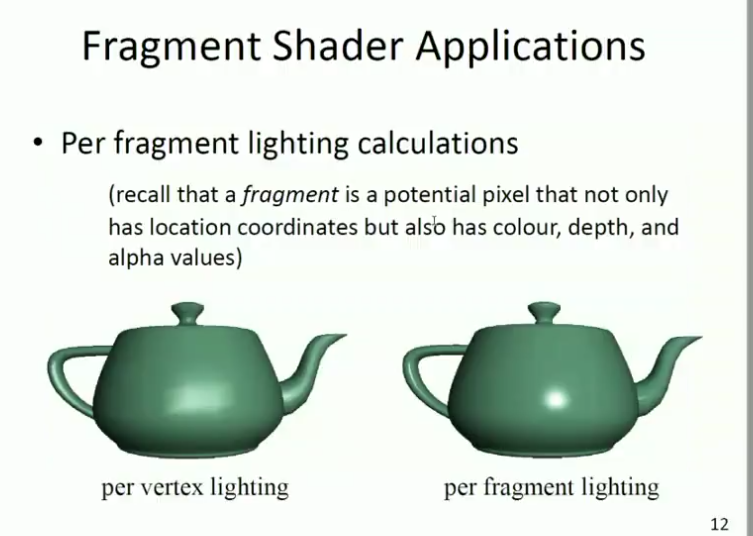 Fragment Shader Applications
• Per fragment lighting calculations
(recall that a fragment is a potential pixel that not only
has location coordinates but also has colour, depth, and
alpha values)
per vertex lighting
per fragment lighting
12